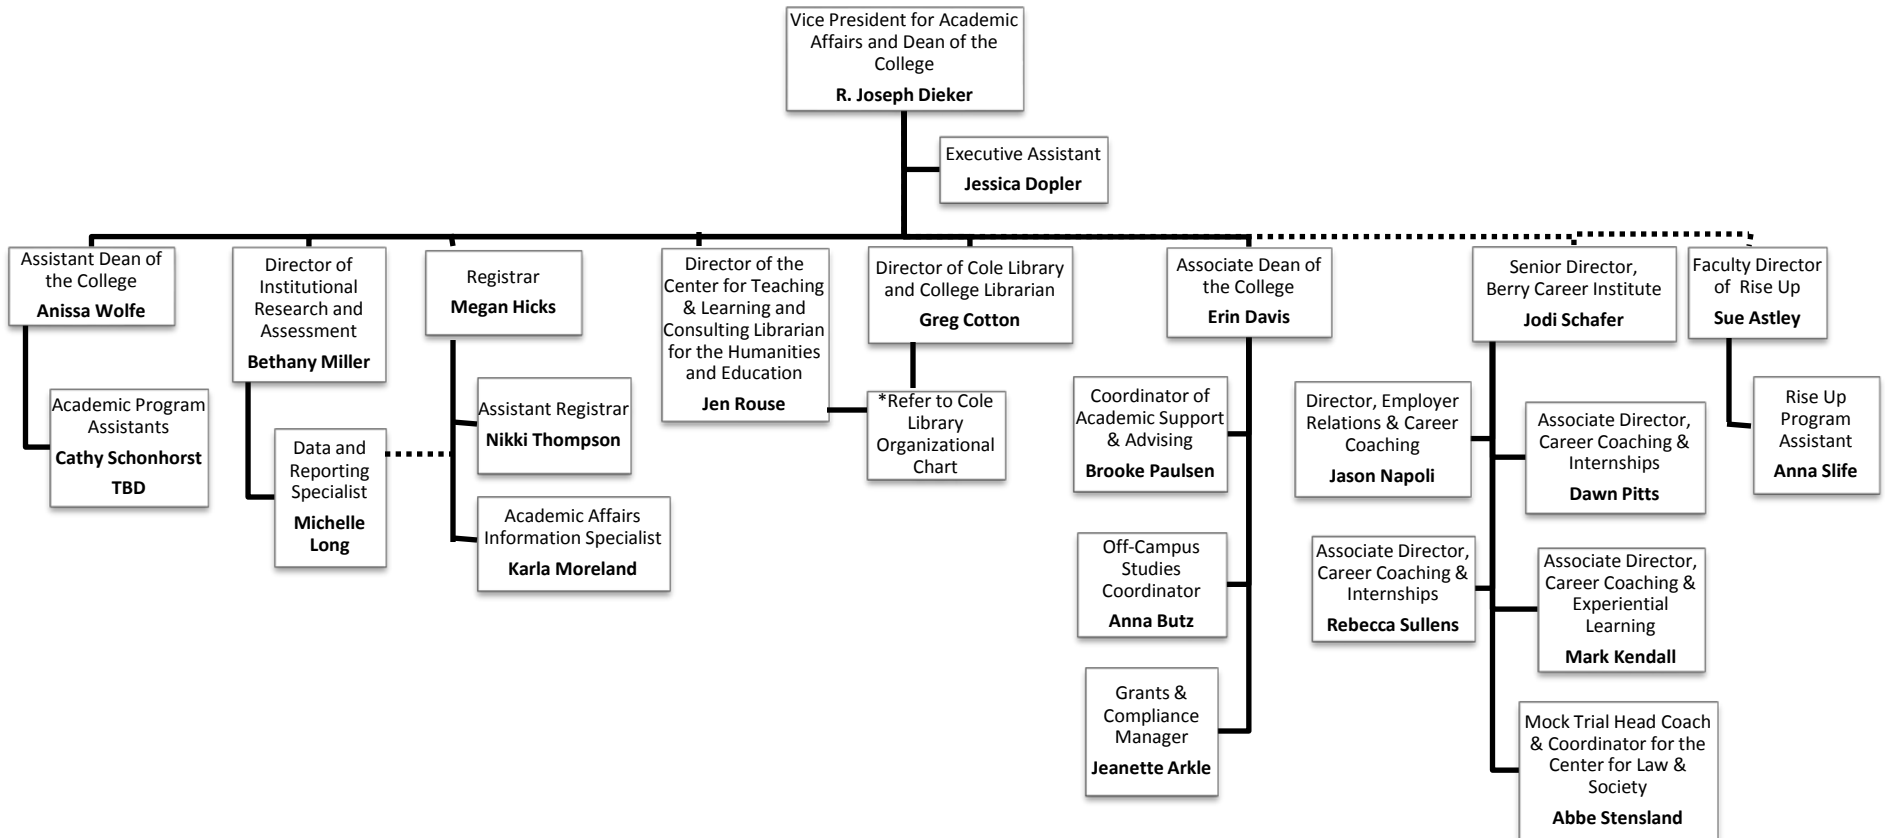 Vice President for Academic
Affairs and Dean of the
College
R. Joseph Dieker
Executive Assistant
Jessica Dopler
Assistant Dean of
the College
Anissa Wolfe
Academic Program
Assistants
Cathy Schonhorst
TBD
Director of
Institutional
Research and
Assessment
Bethany Miller
Data and
Reporting
Specialist
Michelle
Long
Registrar
Megan Hicks
Assistant Registrar
Nikki Thompson
Academic Affairs
Information Specialist
Karla Moreland
Director of the
Center for Teaching
& Learning and
Consulting Librarian
for the Humanities
and Education
Jen Rouse
Director of Cole Library
and College Librarian
Greg Cotton
*Refer to Cole
Library
Organizational
Chart
Associate Dean of
the College
Erin Davis
Coordinator of
Academic Support
& Advising
Brooke Paulsen
Off-Campus
Studies
Coordinator
Anna Butz
Grants &
Compliance
Manager
Jeanette Arkle
Senior Director,
Berry Career Institute
Jodi Schafer
Director, Employer
Relations & Career
Coaching
Jason Napoli
Associate Director,
Career Coaching &
Internships
Dawn Pitts
Associate Director,
Career Coaching &
Internships
Rebecca Sullens
Associate Director,
Career Coaching &
Experiential
Learning
Mark Kendall
Mock Trial Head Coach
& Coordinator for the
Center for Law &
Society
Abbe Stensland
Faculty Director
of Rise Up
Sue Astley
Rise Up
Program
Assistant
Anna Slife